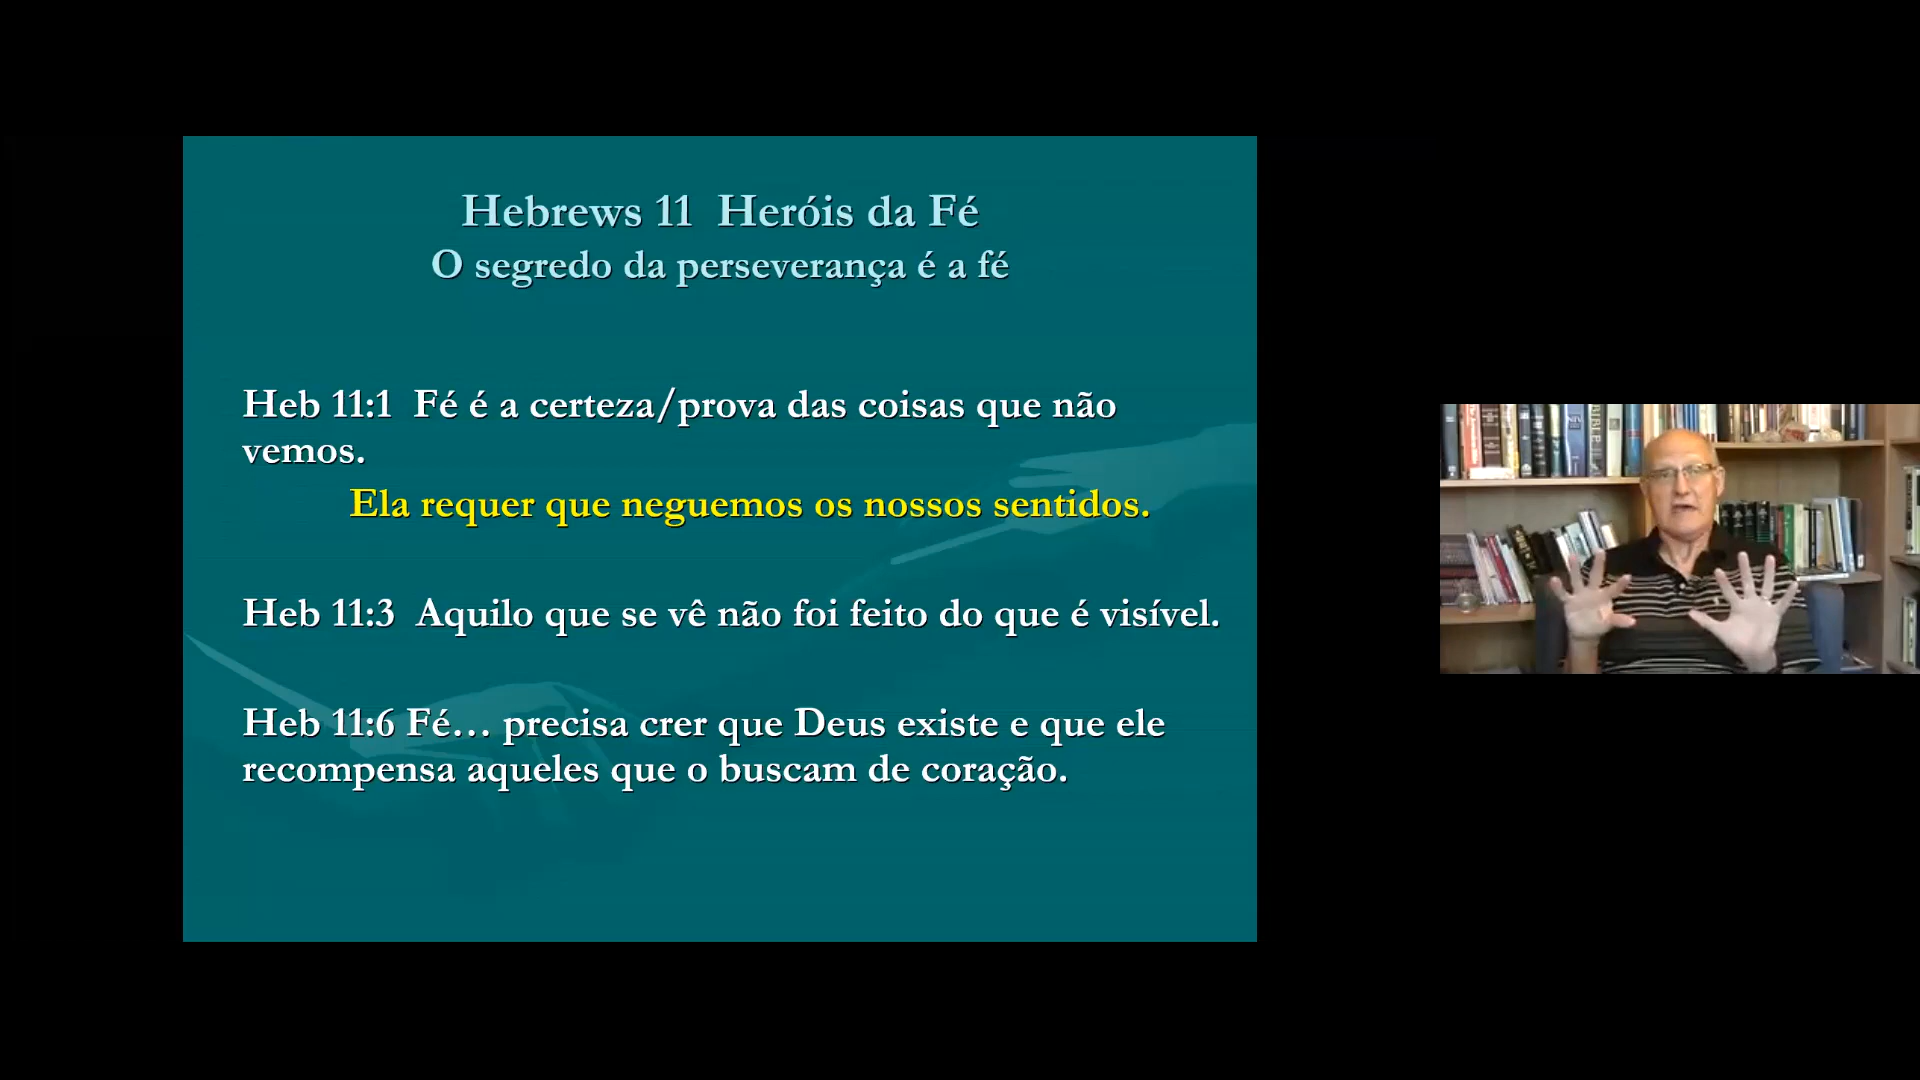 Hebrews 11 Heróis da Fé
O segredo da perseverança é a fé
Heb 11:1 Fé é a certeza/prova das coisas que não
vemos.
Ela requer que neguemos os nossos sentidos.
Heb 11:3 Aquilo que se vê não foi feito do que é visível.
Heb 11:6 Fé… precisa crer que Deus existe e que ele
recompensa aqueles que o buscam de coração.